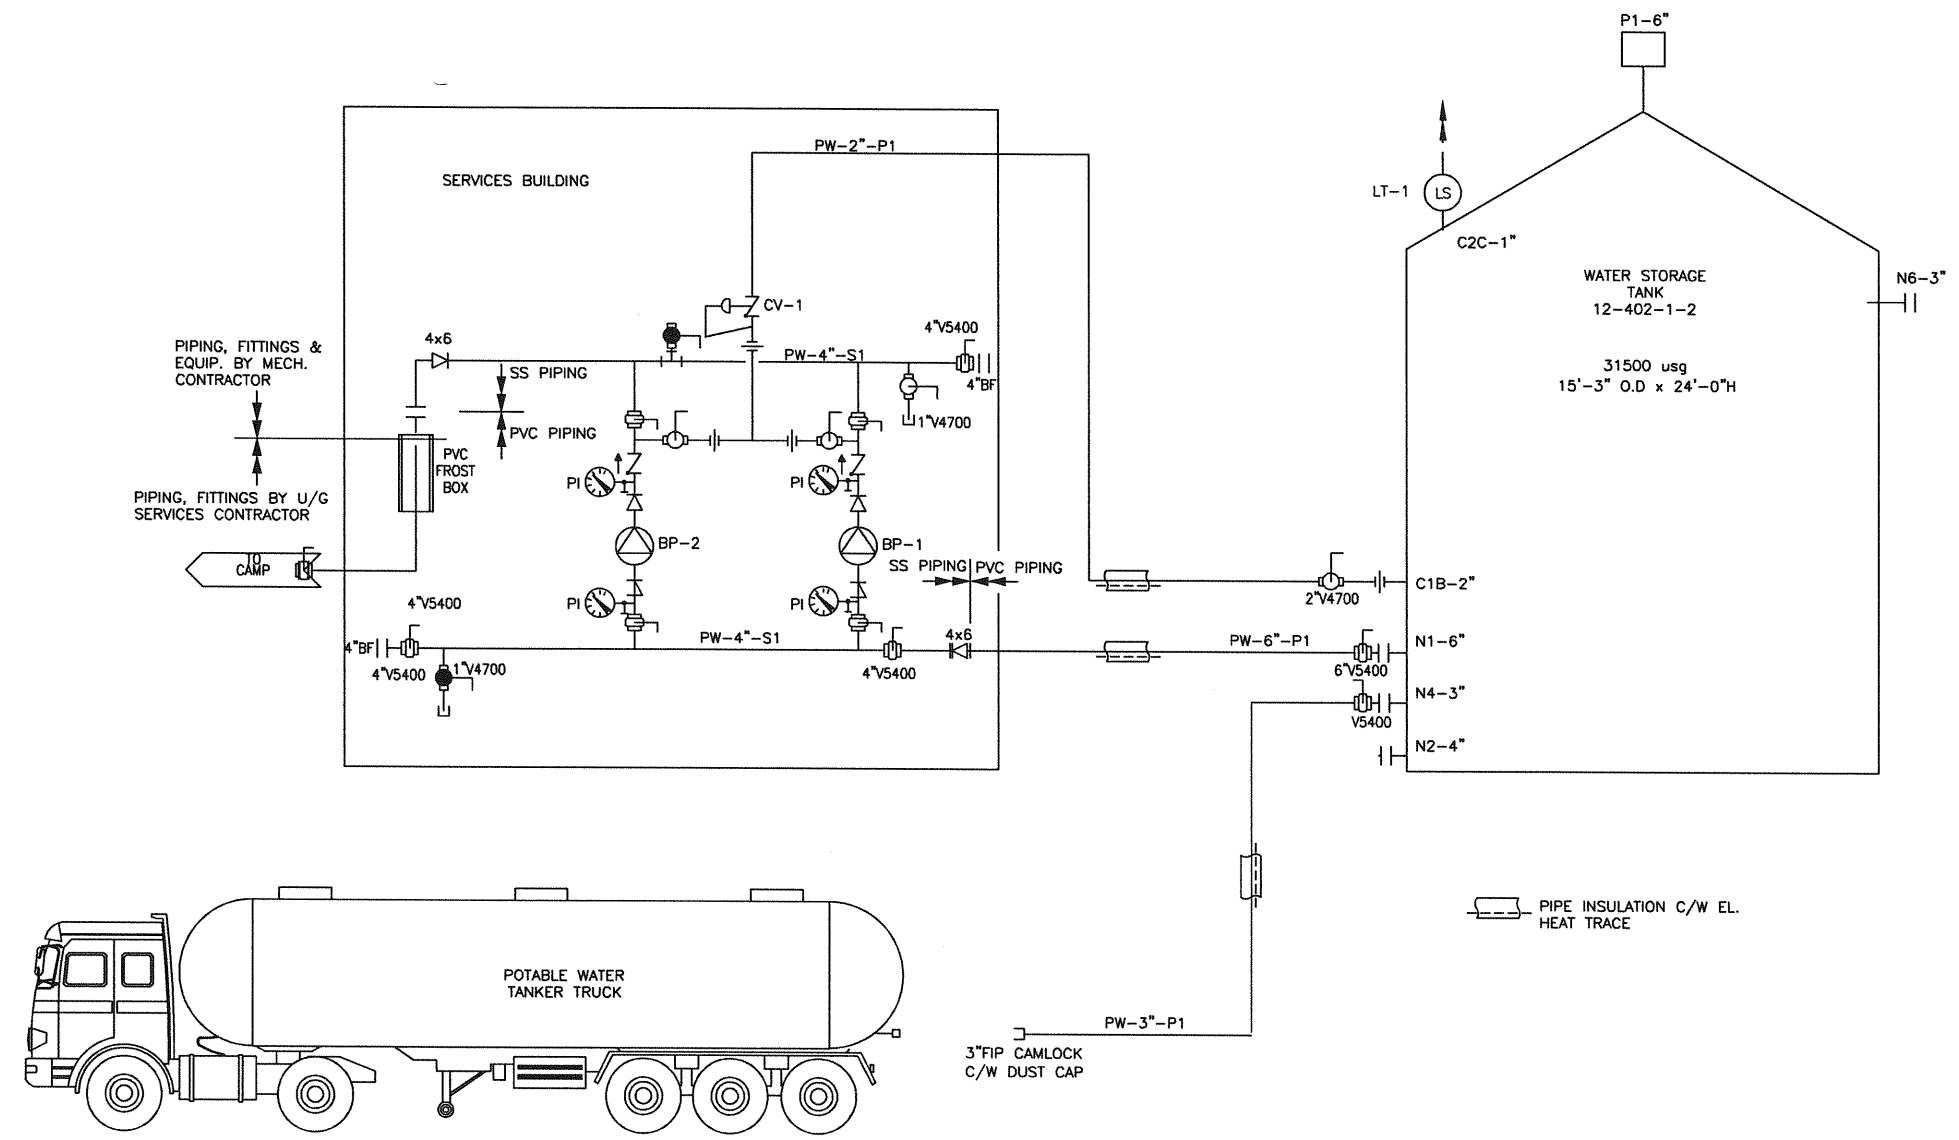 P1-6"
PW-2"-P1
SERVICES BUILDING
LT-1
LS
C2C-1"
WATER STORAGE
TANK
12-402-1-2
N6-3"
CV-1
4"V5400
4x6
PW-4"-S1
PIPING, FITTINGS &
EQUIP. BY MECH.
CONTRACTOR
SS PIPING
4"BF
31500 usg
15'-3" O.D x 24'-0"H
1"V4700
PVC PIPING
PVC
FROST
BOX
PI
PI
PIPING, FITTINGS BY U/G
SERVICES CONTRACTOR
BP-2
BP-1
TO
CAMP
SS PIPING
PVC PIPING
C1B-2"
2"V4700
4"V5400
PI
PI
PW-4"-S1
4x6
PW-6"-P1
N1-6"
4"BF
4"V5400
1"V4700
4"V5400
6"V5400
N4-3"
V5400
N2-4"
PIPE INSULATION C/W EL.
HEAT TRACE
POTABLE WATER
TANKER TRUCK
PW-3"-P1
3"FIP CAMLOCK
C/W DUST CAP